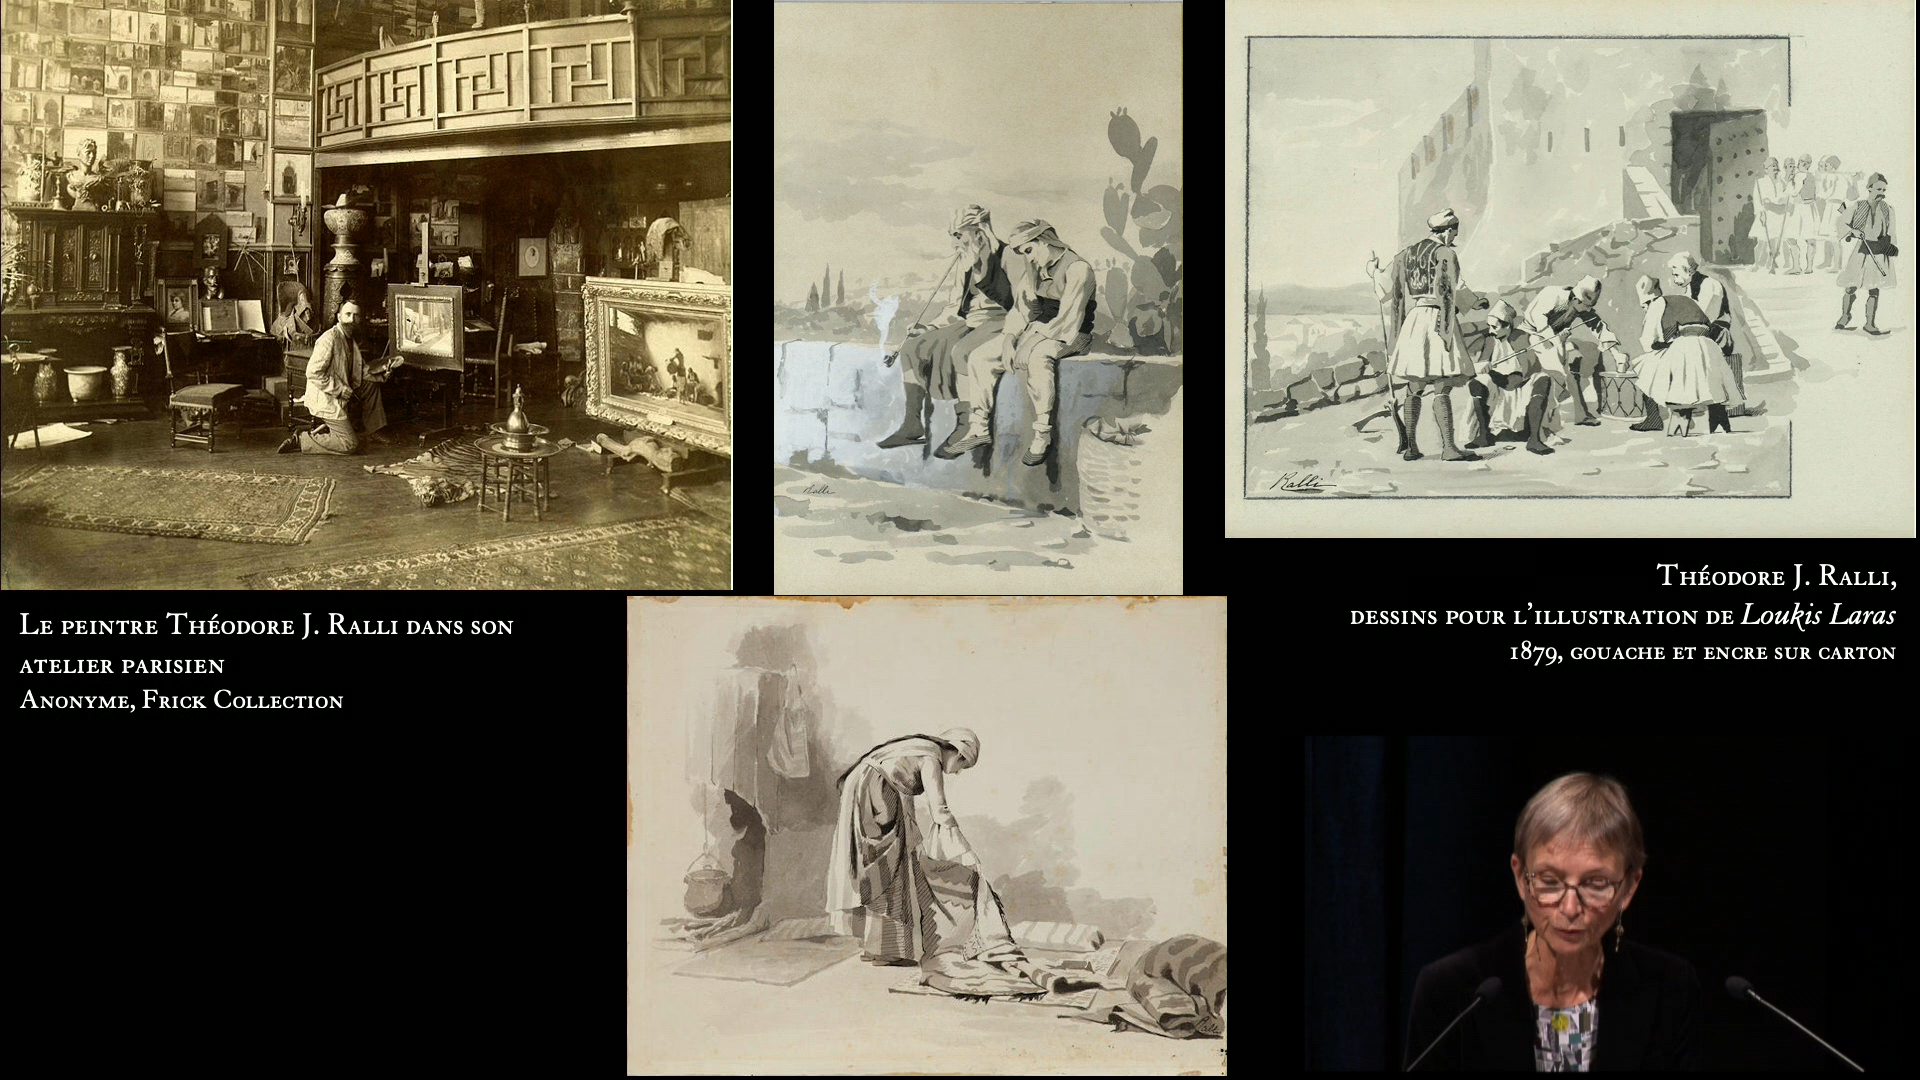 Ralli
Ralli
Le peintre Théodore J. Ralli dans son
atelier parisien
Anonyme, Frick Collection
Théodore J. Ralli,
dessins pour l'illustration de Loukis Laras
1879, gouache et encre sur carton
Ralli